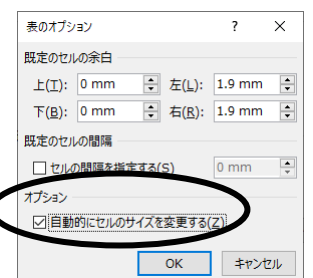 表のオプション ? ×
既定のセルの余白
上(T): 0 mm 左(L): 1.9 mm
下(B): 0 mm 右(R): 1.9 mm
既定のセルの間隔
セルの間隔を指定する(S) 0 mm
オプション
自動的にセルのサイズを変更する(Z)
OK キャンセル